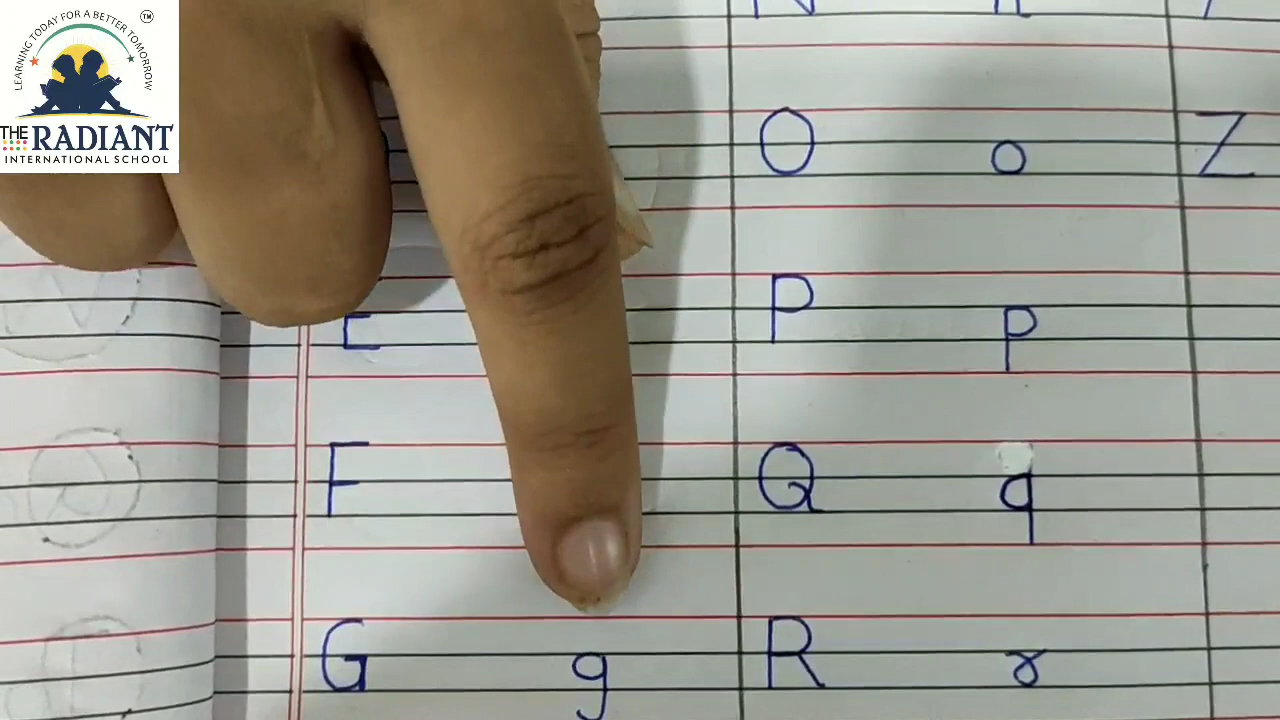 LEARNING TODAY FOR A BETTER TOMORROW
TM
THE RADIANT
INTERNATIONAL SCHOOL
O o Z
P p
F Q q
G g R r